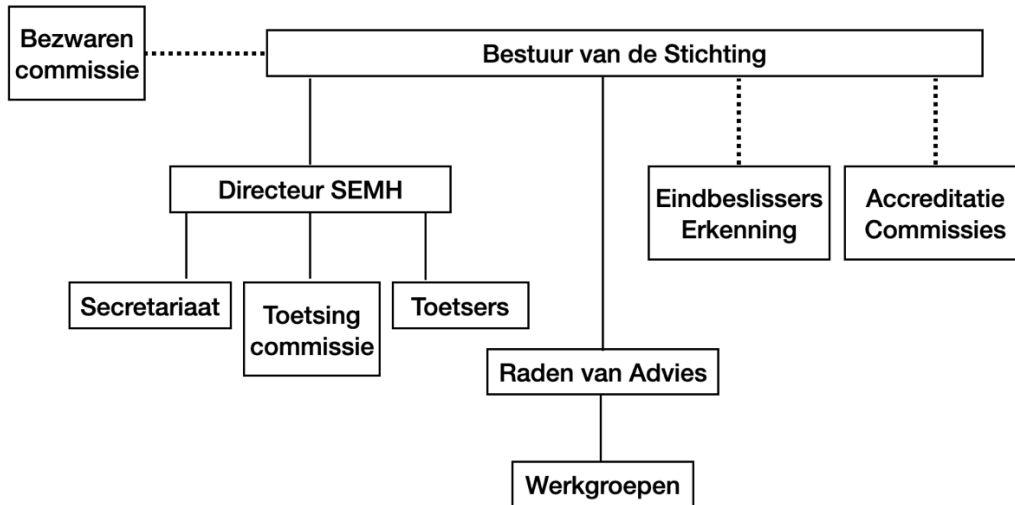 Bezwaren
commissie
Bestuur van de Stichting
Directeur SEMH
Eindbeslissers
Erkenning
Accreditatie
Commissies
Secretariaat
Toetsing
commissie
Toetsers
Raden van Advies
Werkgroepen